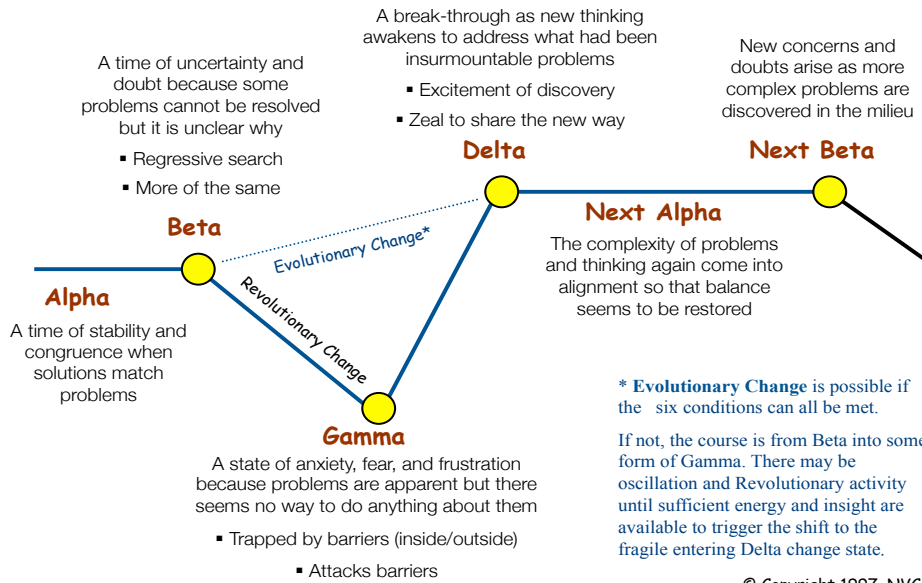 A time of uncertainty and
doubt because some
problems cannot be resolved
but it is unclear why
▪ Regressive search
▪ More of the same
Beta
A break-through as new thinking
awakens to address what had been
insurmountable problems
▪ Excitement of discovery
▪ Zeal to share the new way
Delta
New concerns and
doubts arise as more
complex problems are
discovered in the milieu
Next Beta
Evolutionary Change*
Revolutionary Change
Next Alpha
The complexity of problems
and thinking again come into
alignment so that balance
seems to be restored
Alpha
A time of stability and
congruence when
solutions match
problems
Gamma
A state of anxiety, fear, and frustration
because problems are apparent but there
seems no way to do anything about them
▪ Trapped by barriers (inside/outside)
▪ Attacks barriers
* Evolutionary Change is possible if
the six conditions can all be met.
If not, the course is from Beta into some
form of Gamma. There may be
oscillation and Revolutionary activity
until sufficient energy and insight are
available to trigger the shift to the
fragile entering Delta change state.
© Copyright 1997